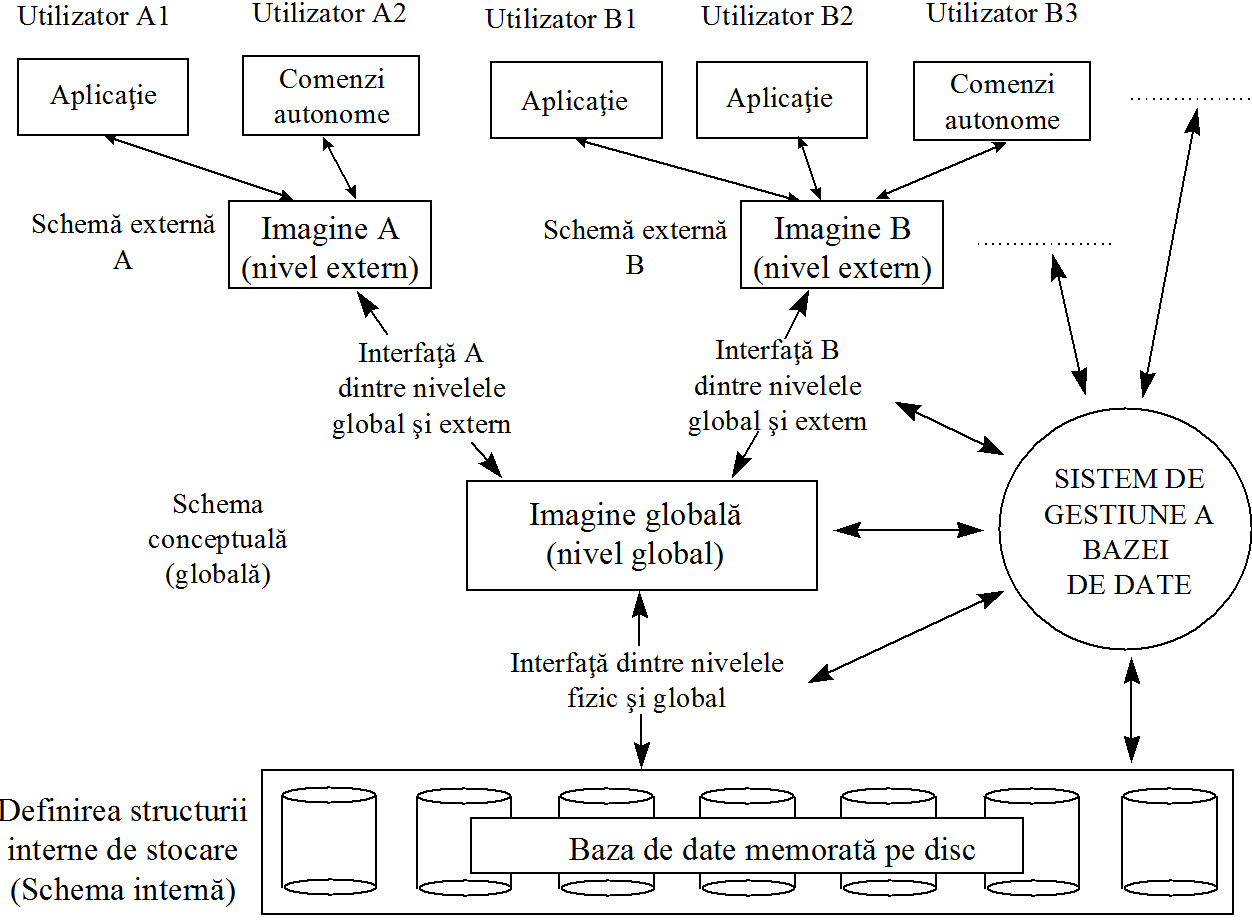 Utilizator A1
Utilizator A2
Utilizator B1
Utilizator B2
Utilizator B3
Aplicaţie
Comenzi
autonome
Aplicaţie
Aplicaţie
Comenzi
autonome
Schemă externă
A
Imagine A
(nivel extern)
Schemă externă
B
Imagine B
(nivel extern)
Interfaţă A
dintre nivelele
global şi extern
Interfaţă B
dintre nivelele
global şi extern
Schema
conceptuală
(globală)
Imagine globală
(nivel global)
SISTEM DE
GESTIUNE A
BAZEI
DE DATE
Interfaţă dintre nivelele
fizic şi global
Definirea structurii
interne de stocare
(Schema internă)
Baza de date memorată pe disc